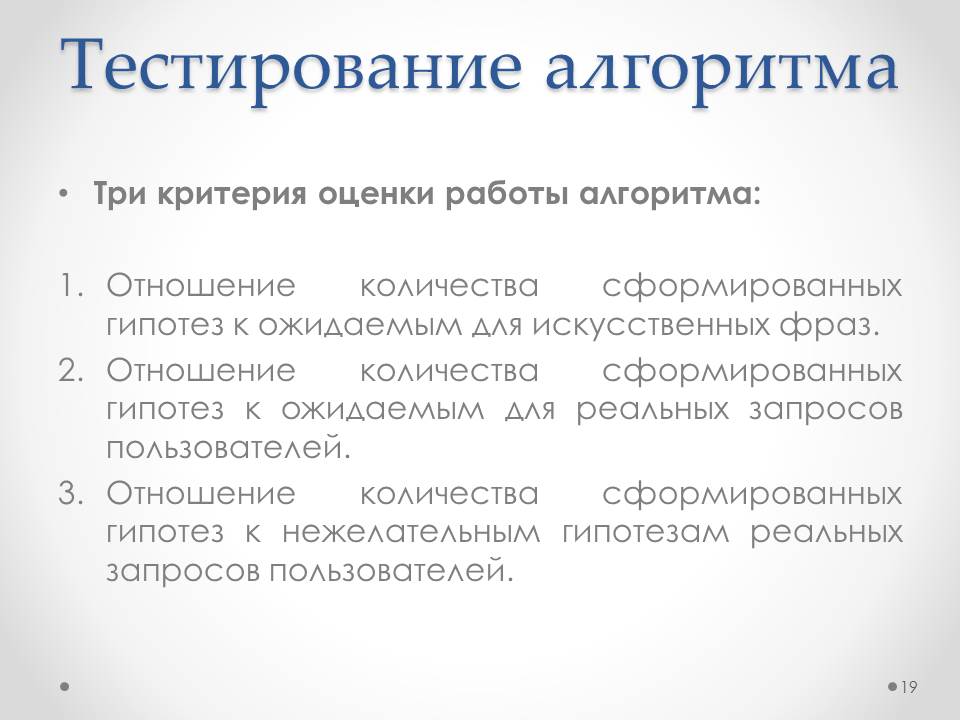 Тестирование алгоритма
• Три критерия оценки работы алгоритма:
1. Отношение количества сформированных
гипотез к ожидаемым для искусственных фраз.
2. Отношение количества сформированных
гипотез к ожидаемым для реальных запросов
пользователей.
3. Отношение количества сформированных
гипотез к нежелательным гипотезам реальных
запросов пользователей.
19